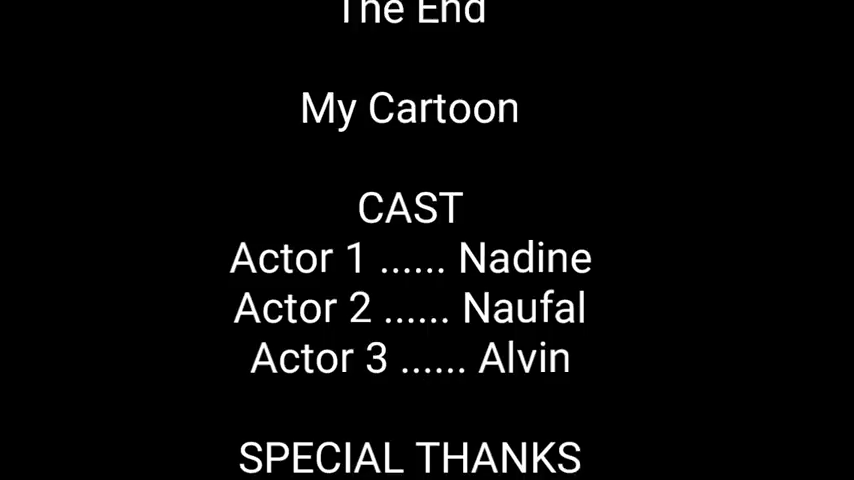 The End
My Cartoon
CAST
Actor 1 ...... Nadine
Actor 2 ...... Naufal
Actor 3 ...... Alvin
SPECIAL THANKS